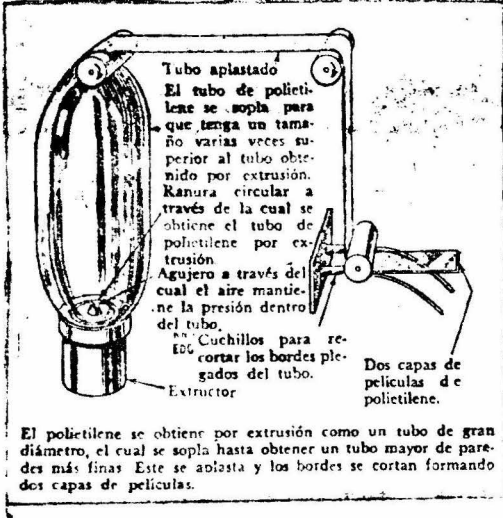 Tubo aplastado
El tubo de polieti-
lene se sopla para
que tenga un tama-
ño varias veces su-
perior al tubo obte-
nido por extrusión.
Ranura circular a
través de la cual se
obtiene el tubo de
polietilene por ex-
trusión
Agujero a través del
cual el aire mantie-
ne la presión dentro
del tubo.
Cuchillos para re-
cortar los bordes ple-
gados del tubo.
Extructor
Dos capas de
peliculas de
polietilene.
El polietilene se obtiene por extrusión como un tubo de gran
diámetro, el cual se sopla hasta obtener un tubo mayor de pare-
des más finas Este se aplasta y los bordes se cortan formando
dos capas de películas.